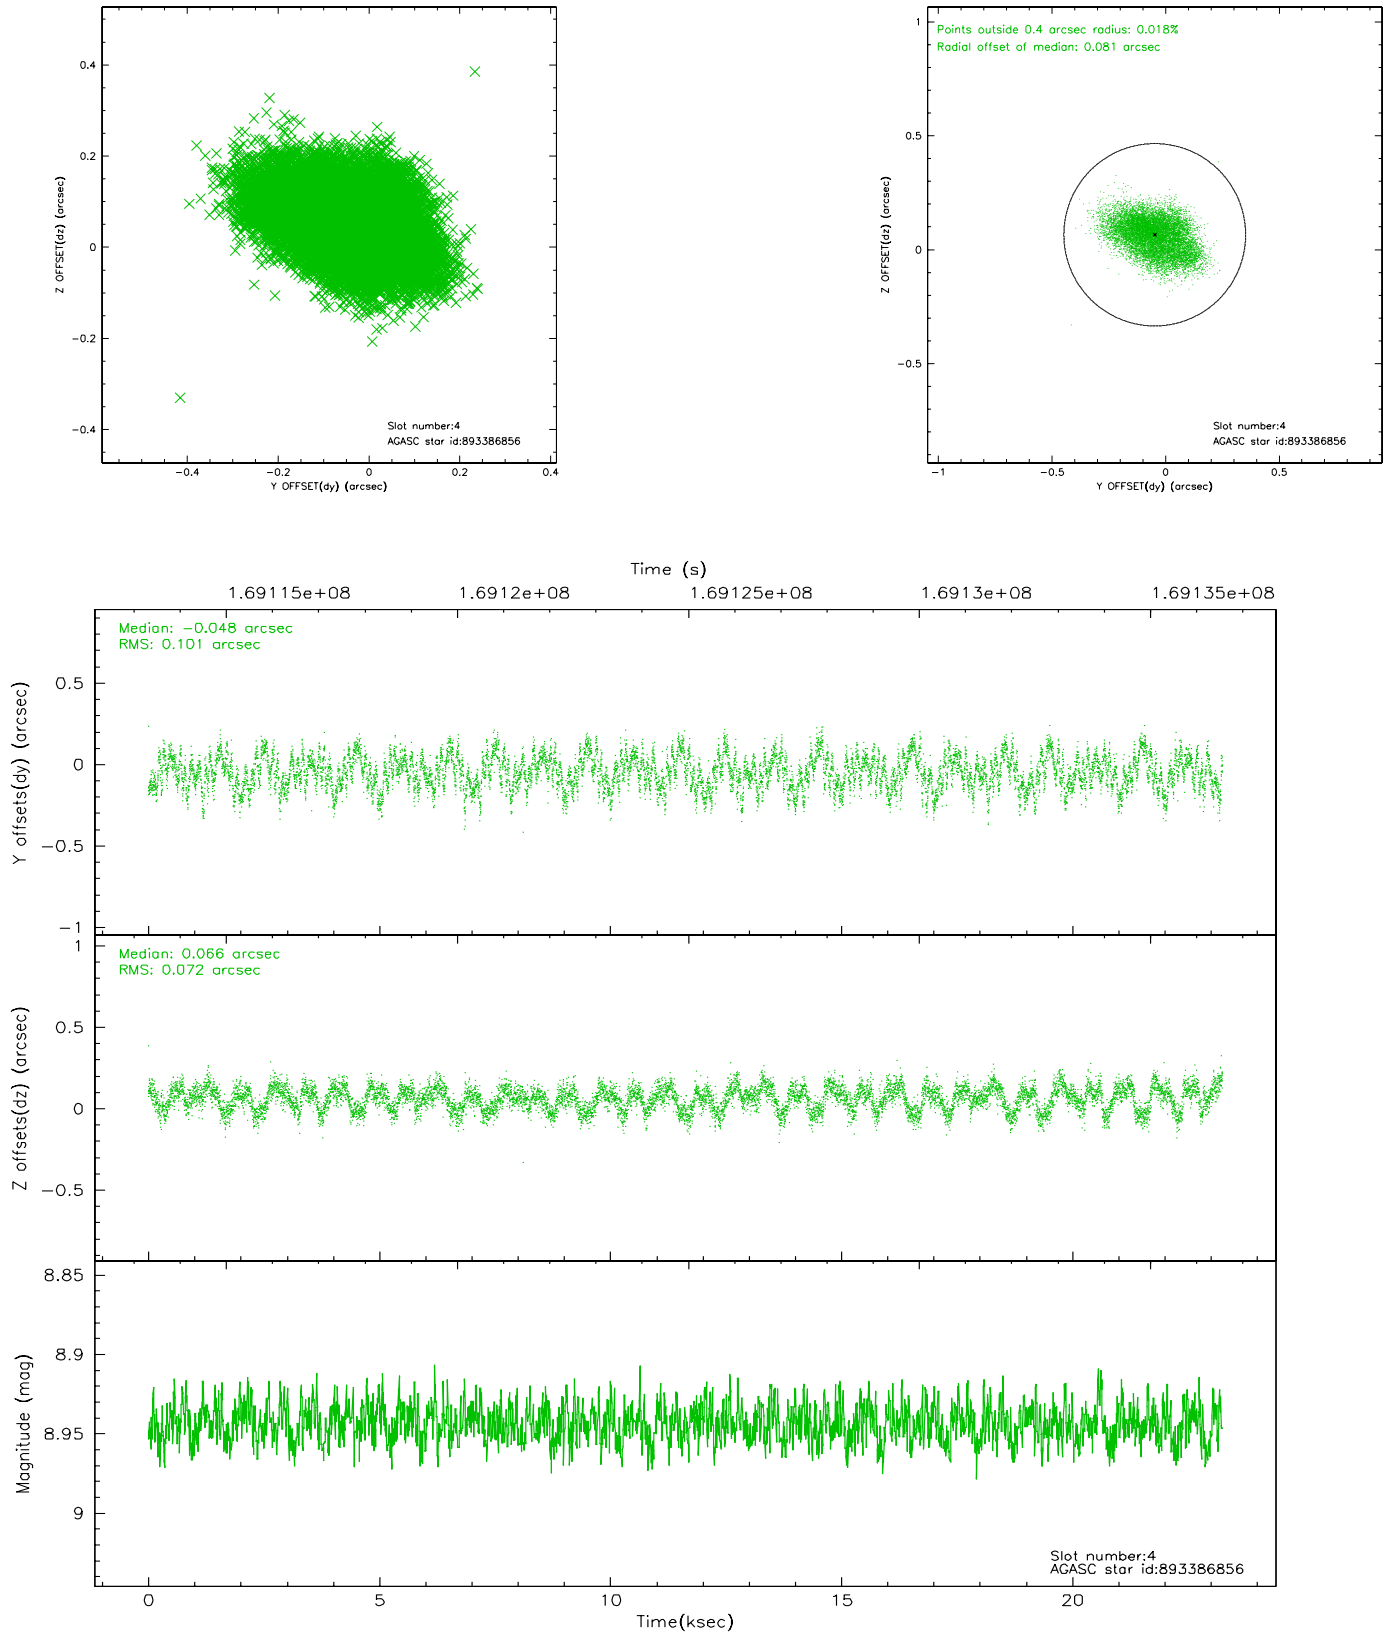 0.4
0.2
0
−0.2
−0.4
Z OFFSET(dz) (arcsec)
Slot number:4
AGASC star id:893386856
−0.4
−0.2
0
0.2
0.4
Y OFFSET(dy) (arcsec)
Points outside 0.4 arcsec radius: 0.018%
Radial offset of median: 0.081 arcsec
1
0.5
0
−0.5
Z OFFSET(dz) (arcsec)
Slot number:4
AGASC star id:893386856
−1
−0.5
0
0.5
Y OFFSET(dy) (arcsec)
Time (s)
1.69115e+08
1.6912e+08
1.69125e+08
1.6913e+08
1.69135e+08
Median: −0.048 arcsec
RMS: 0.101 arcsec
0.5
0
−0.5
−1
Y offsets(dy) (arcsec)
Median: 0.066 arcsec
RMS: 0.072 arcsec
1
0.5
0
−0.5
Z offsets(dz) (arcsec)
8.85
8.9
8.95
9
Magnitude (mag)
Slot number:4
AGASC star id:893386856
0
5
10
15
20
Time(ksec)